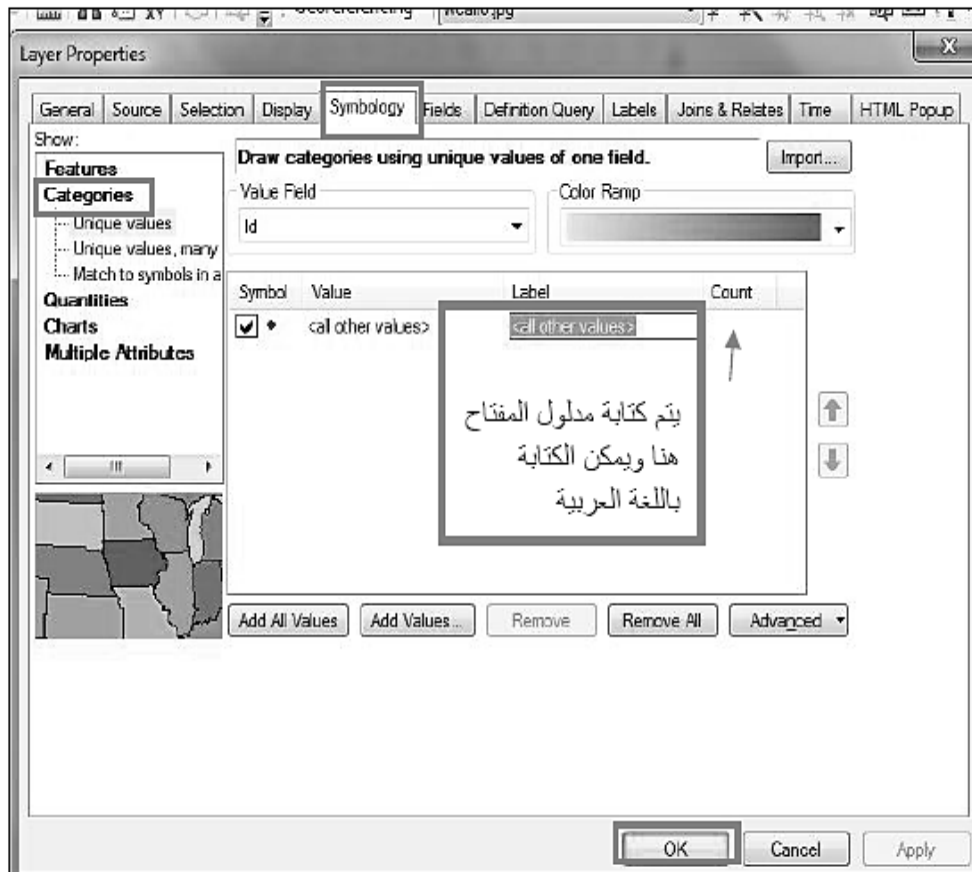 XY
Georeferencing
Layer Properties
X
General Source Selection Display Symbology Fields Definition Query Labels Joins & Relates Time HTML Popup
Show:
Features
Categories
Unique values
Unique values, many
Match to symbols in a
Quantities
Charts
Multiple Attributes
Draw categories using unique values of one field.
Import...
Value Field
Color Ramp
Id
Symbol Value Label Count
<all other values> <all other values>
يتم كتابة مدلول المفتاح
هنا ويمكن الكتابة
باللغة العربية
Add All Values Add Values... Remove Remove All Advanced
OK Cancel Apply